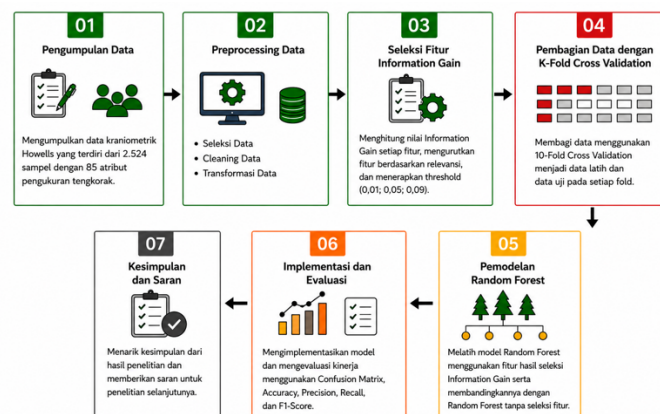 01
Pengumpulan Data
Mengumpulkan data kraniometrik
Howells yang terdiri dari 2.524
sampel dengan 85 atribut
pengukuran tengkorak.
02
Preprocessing Data
• Seleksi Data
• Cleaning Data
• Transformasi Data
03
Seleksi Fitur
Information Gain
Menghitung nilai Information
Gain setiap fitur, mengurutkan
fitur berdasarkan relevansi,
dan menerapkan threshold
(0,01; 0,05; 0,09).
04
Pembagian Data dengan
K-Fold Cross Validation
Membagi data menggunakan
10-Fold Cross Validation
menjadi data latih dan
data uji pada setiap fold.
05
Pemodelan
Random Forest
Melatih model Random Forest
menggunakan fitur hasil seleksi
Information Gain serta
membandingkannya dengan
Random Forest tanpa seleksi fitur.
06
Implementasi dan
Evaluasi
Mengimplementasikan model
dan mengevaluasi kinerja
menggunakan Confusion Matrix,
Accuracy, Precision, Recall,
dan F1-Score.
07
Kesimpulan
dan Saran
Menarik kesimpulan dari
hasil penelitian dan
memberikan saran untuk
penelitian selanjutunya.